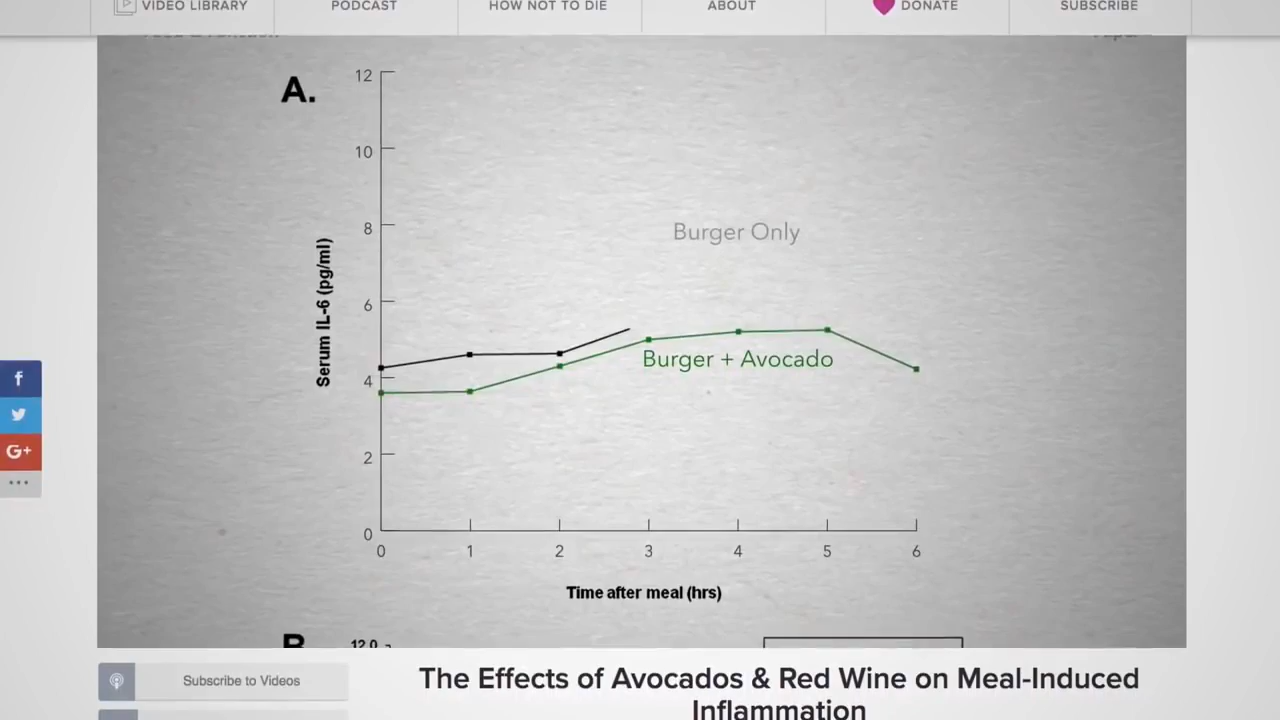 VIDEO LIBRARY
PODCAST
HOW NOT TO DIE
ABOUT
DONATE
SUBSCRIBE
A.
12
10
8
6
4
2
0
Serum IL-6 (pg/ml)
Burger Only
Burger + Avocado
0 1 2 3 4 5 6
Time after meal (hrs)
B
12.0
f
G+
Subscribe to Videos
The Effects of Avocados & Red Wine on Meal-Induced
Inflammation